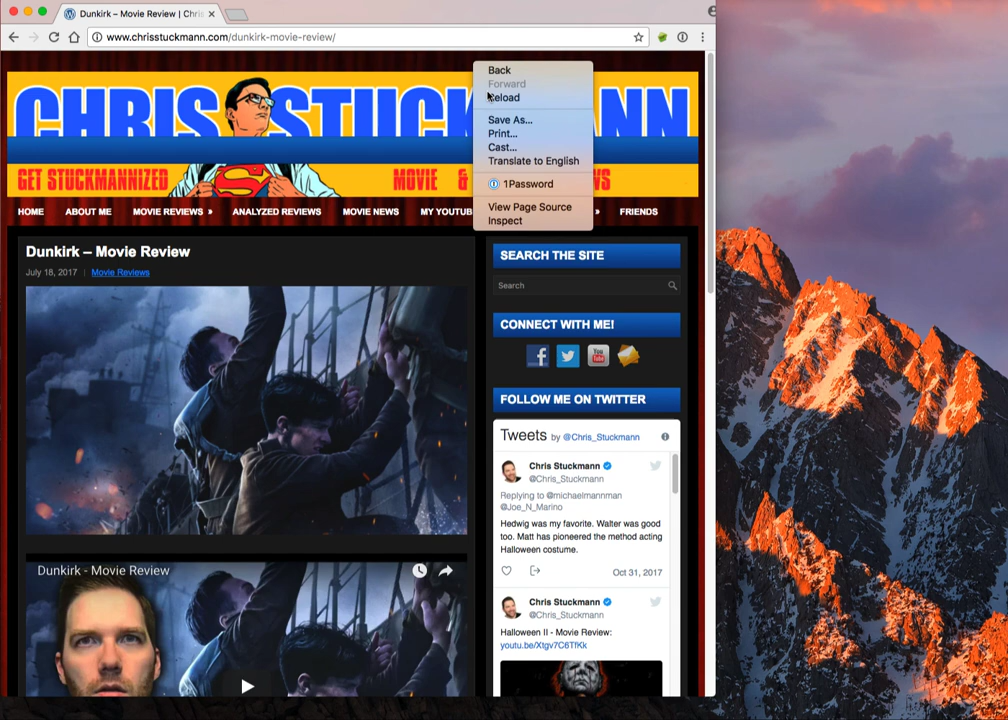 Dunkirk – Movie Review | Chris
www.chrisstuckmann.com/dunkirk-movie-review/
CHRIS STUCK NN
GET STUCKMANNIZED MOVIE & WS
Back
Forward
Reload
Save As...
Print...
Cast...
Translate to English
1Password
View Page Source
Inspect
HOME ABOUT ME MOVIE REVIEWS » ANALYZED REVIEWS MOVIE NEWS MY YOUTUB » FRIENDS
Dunkirk – Movie Review
July 18, 2017 | Movie Reviews
Dunkirk - Movie Review
SEARCH THE SITE
Search
CONNECT WITH ME!
f
You
Tube
FOLLOW ME ON TWITTER
Tweets by @Chris_Stuckmann
Chris Stuckmann
@Chris_Stuckmann
Replying to @michaelmannman
@Joe_N_Marino
Hedwig was my favorite. Walter was good
too. Matt has pioneered the method acting
Halloween costume.
Oct 31, 2017
Chris Stuckmann
@Chris_Stuckmann
Halloween II - Movie Review:
youtu.be/Xtgv7C6TfKk